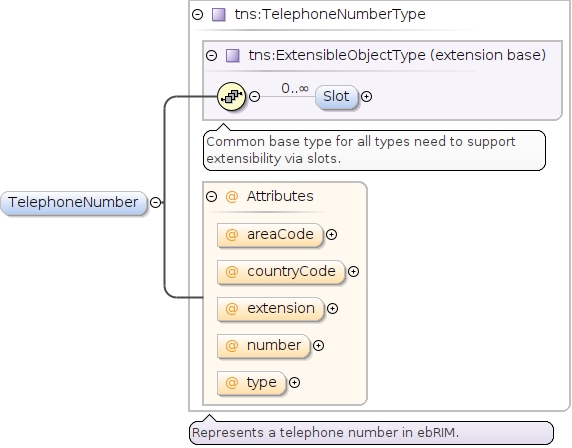 tns:TelephoneNumberType
tns:ExtensibleObjectType (extension base)
0..∞
Slot
Common base type for all types need to support
extensibility via slots.
TelephoneNumber
@ Attributes
@ areaCode
@ countryCode
@ extension
@ number
@ type
Represents a telephone number in ebRIM.